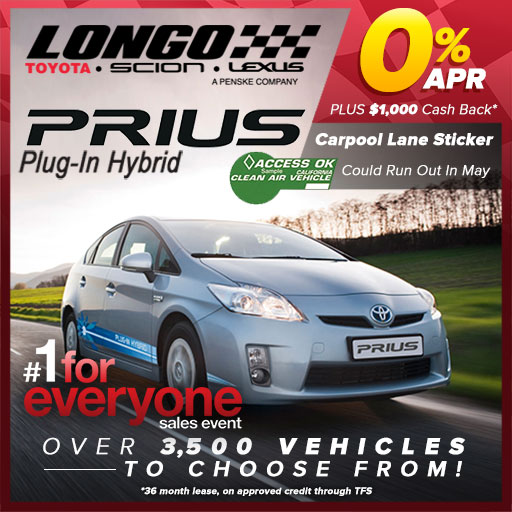 LONGO
TOYOTA • SCION • LEXUS
A PENSKE COMPANY
0%
APR
PLUS $1,000 Cash Back*
PRIUS
Plug-In Hybrid
Carpool Lane Sticker
Could Run Out In May
ACCESS OK
Sample CALIFORNIA
CLEAN AIR VEHICLE
PLUG-IN HYBRID
PRIUS
#1 for
everyone
sales event
OVER 3,500 VEHICLES
TO CHOOSE FROM!
*36 month lease, on approved credit through TFS